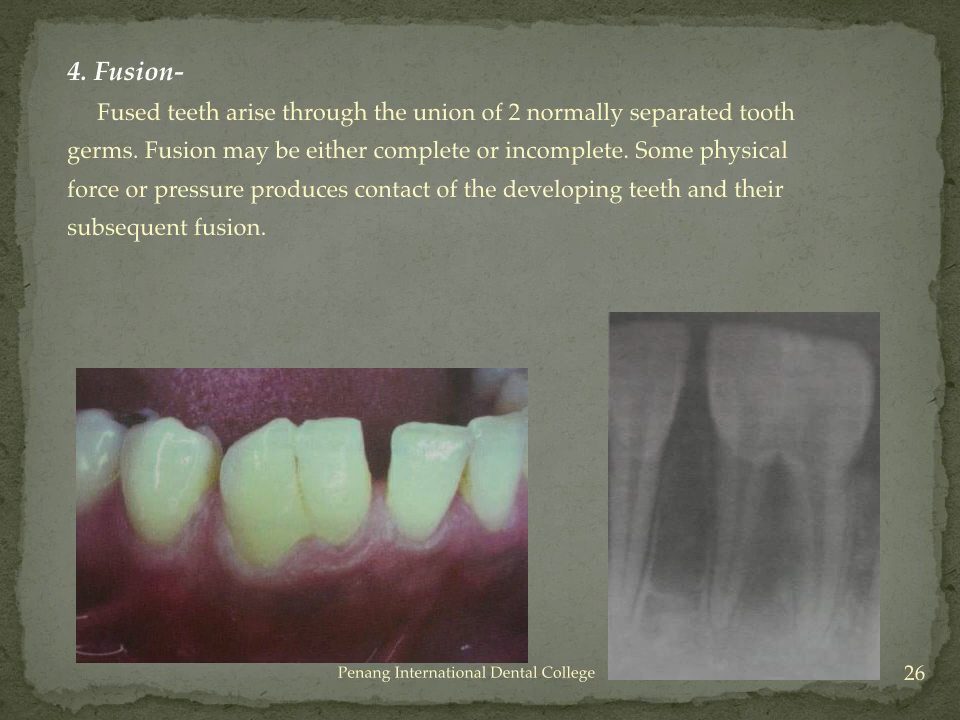 4. Fusion-
Fused teeth arise through the union of 2 normally separated tooth
germs. Fusion may be either complete or incomplete. Some physical
force or pressure produces contact of the developing teeth and their
subsequent fusion.
Penang International Dental College
26